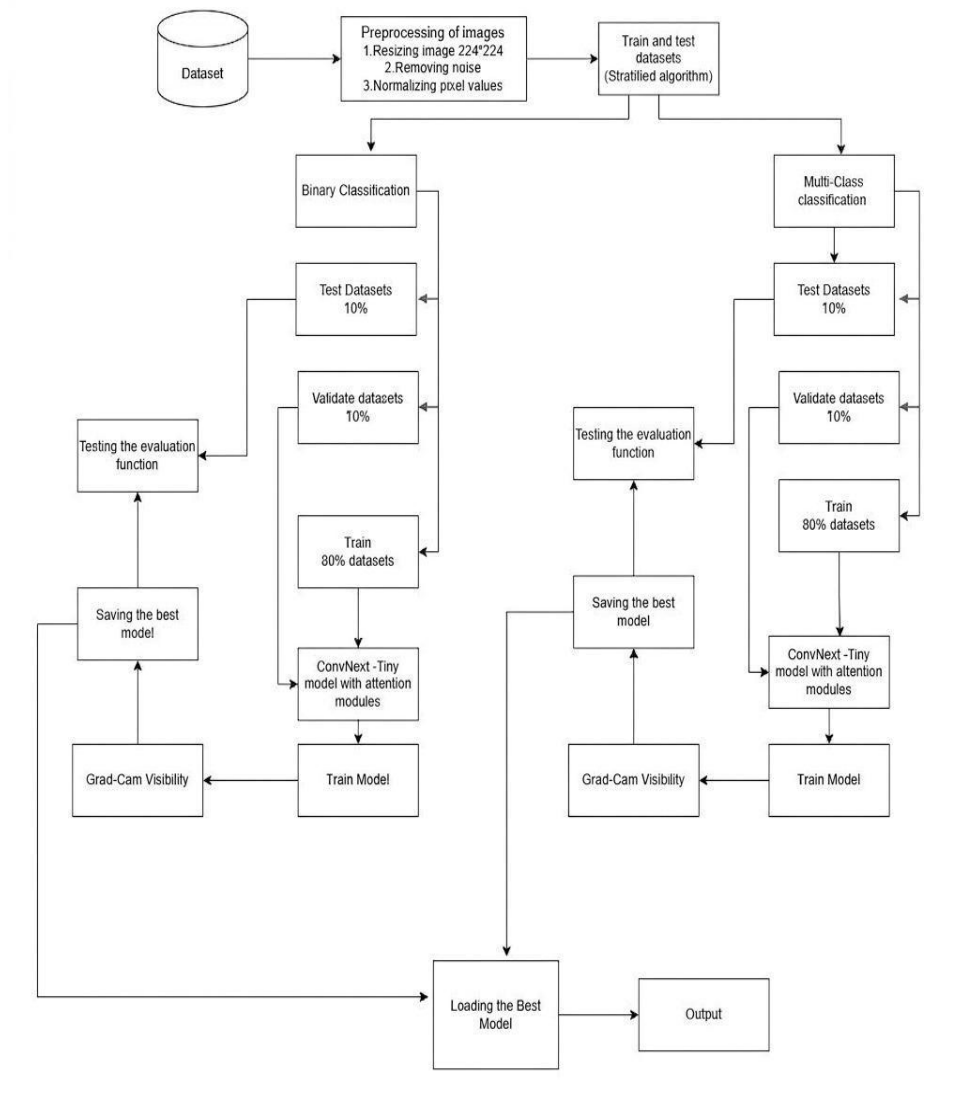 Dataset
Preprocessing of images
1.Resizing image 224*224
2.Removing noise
3.Normalizing pixel values
Train and test
datasets
(Stratilied algorithm)
Binary Classification
Multi-Class
classification
Test Datasets
10%
Test Datasets
10%
Validate datasets
10%
Validate datasets
10%
Testing the evaluation
function
Testing the evaluation
function
Train
80% datasets
Train
80% datasets
Saving the best
model
Saving the best
model
ConvNext -Tiny
model with attention
modules
ConvNext -Tiny
model with altention
modules
Grad-Cam Visibility
Train Model
Grad-Cam Visibility
Train Model
Loading the Best
Model
Output